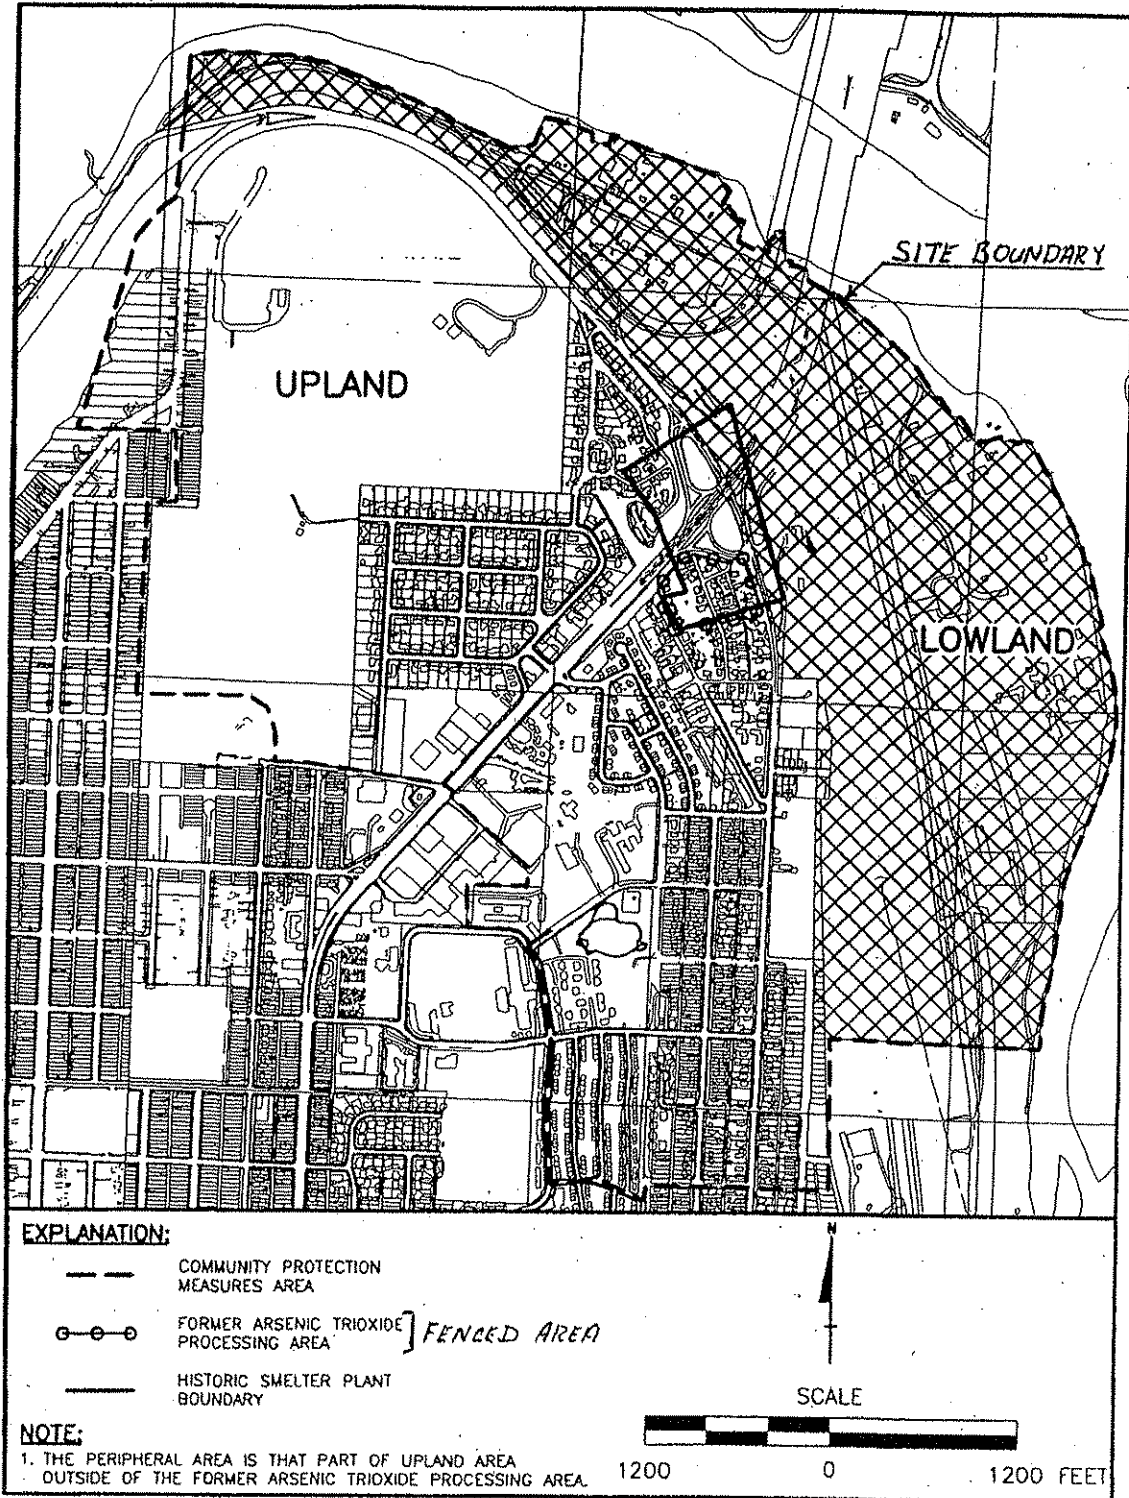 SITE BOUNDARY
UPLAND
LOWLAND
EXPLANATION:
COMMUNITY PROTECTION
MEASURES AREA
FORMER ARSENIC TRIOXIDE
PROCESSING AREA
FENCED AREA
HISTORIC SMELTER PLANT
BOUNDARY
N
SCALE
1200 0 1200 FEET
NOTE:
1. THE PERIPHERAL AREA IS THAT PART OF UPLAND AREA
OUTSIDE OF THE FORMER ARSENIC TRIOXIDE PROCESSING AREA.